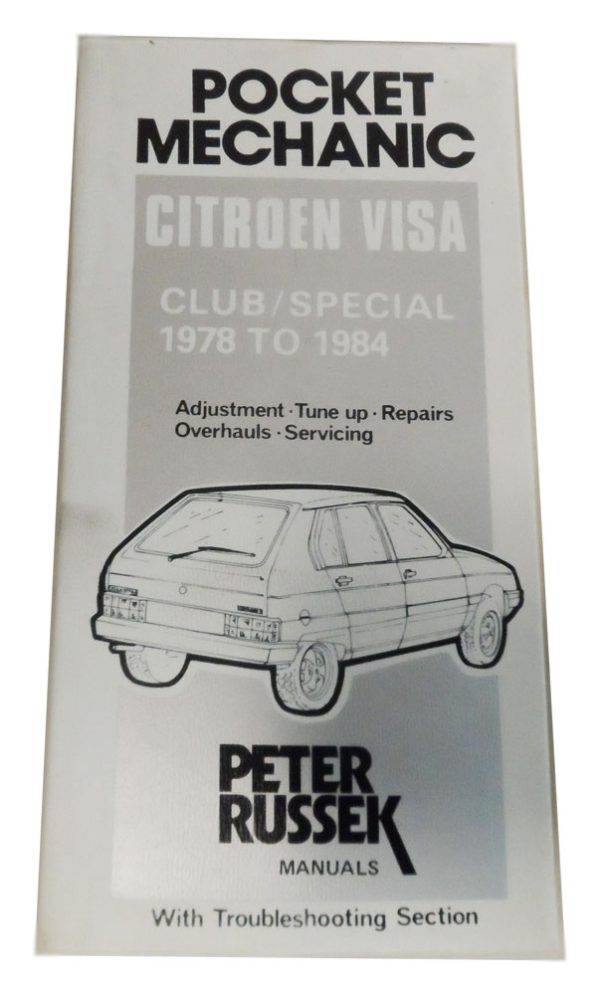 POCKET
MECHANIC
CITROEN VISA
CLUB/SPECIAL
1978 TO 1984
Adjustment · Tune up · Repairs
Overhauls · Servicing
PETER
RUSSEK
MANUALS
With Troubleshooting Section